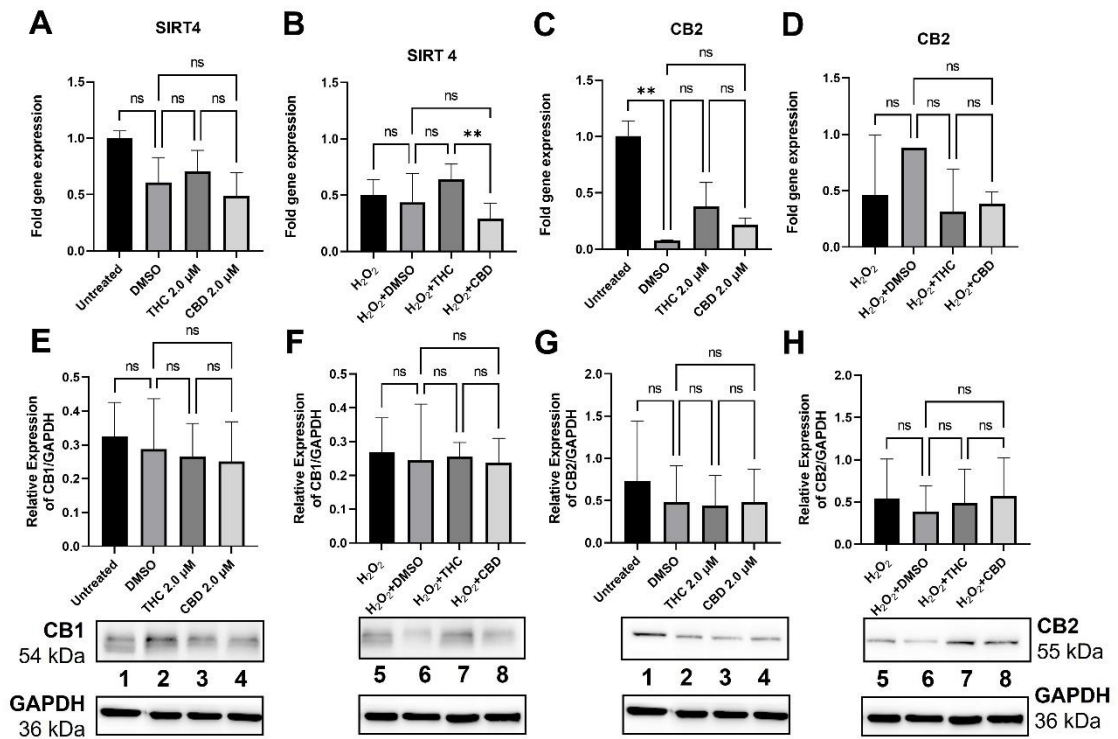 A
SIRT4
Fold gene expression
1.5
1.0
0.5
0.0
ns
ns
ns
ns
Untreated
DMSO
THC 2.0 µM
CBD 2.0 µM
B
SIRT 4
Fold gene expression
1.5
1.0
0.5
0.0
ns
ns
ns
**
H₂O₂
H₂O₂+DMSO
H₂O₂+THC
H₂O₂+CBD
C
CB2
Fold gene expression
1.5
1.0
0.5
0.0
ns
**
ns
ns
Untreated
DMSO
THC 2.0 µM
CBD 2.0 µM
D
CB2
Fold gene expression
1.5
1.0
0.5
0.0
ns
ns
ns
ns
H₂O₂
H₂O₂+DMSO
H₂O₂+THC
H₂O₂+CBD
E
Relative Expression
of CB1/GAPDH
0.5
0.4
0.3
0.2
0.1
0.0
ns
ns
ns
ns
Untreated
DMSO
THC 2.0 µM
CBD 2.0 µM
F
Relative Expression
of CB1/GAPDH
0.5
0.4
0.3
0.2
0.1
0.0
ns
ns
ns
ns
H₂O₂
H₂O₂+DMSO
H₂O₂+THC
H₂O₂+CBD
G
Relative Expression
of CB2/GAPDH
2.0
1.5
1.0
0.5
0.0
ns
ns
ns
ns
Untreated
DMSO
THC 2.0 µM
CBD 2.0 µM
H
Relative Expression
of CB2/GAPDH
2.0
1.5
1.0
0.5
0.0
ns
ns
ns
ns
H₂O₂
H₂O₂+DMSO
H₂O₂+THC
H₂O₂+CBD
CB1
54 kDa
CB2
55 kDa
1 2 3 4
5 6 7 8
1 2 3 4
5 6 7 8
GAPDH
36 kDa
GAPDH
36 kDa